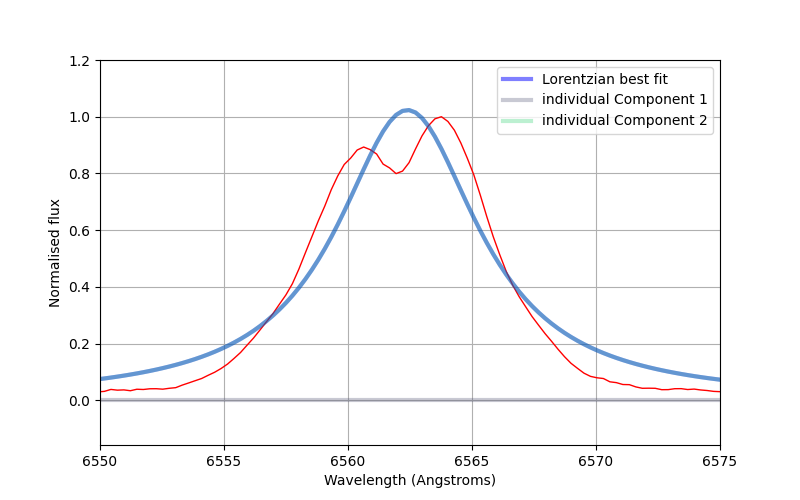 1.2
1.0
0.8
0.6
0.4
0.2
0.0
Normalised flux
Lorentzian best fit
individual Component 1
individual Component 2
6550 6555 6560 6565 6570 6575
Wavelength (Angstroms)